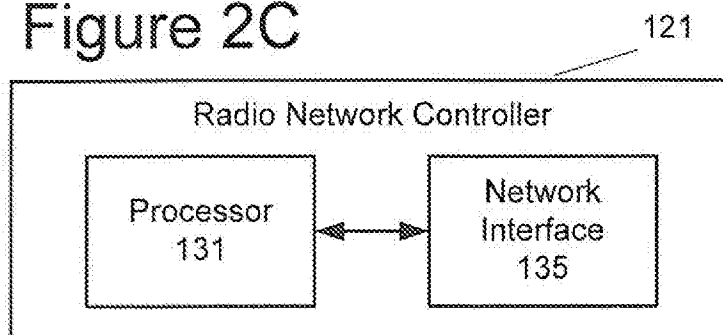 Figure 2C
121
Radio Network Controller
Processor
131
Network
Interface
135